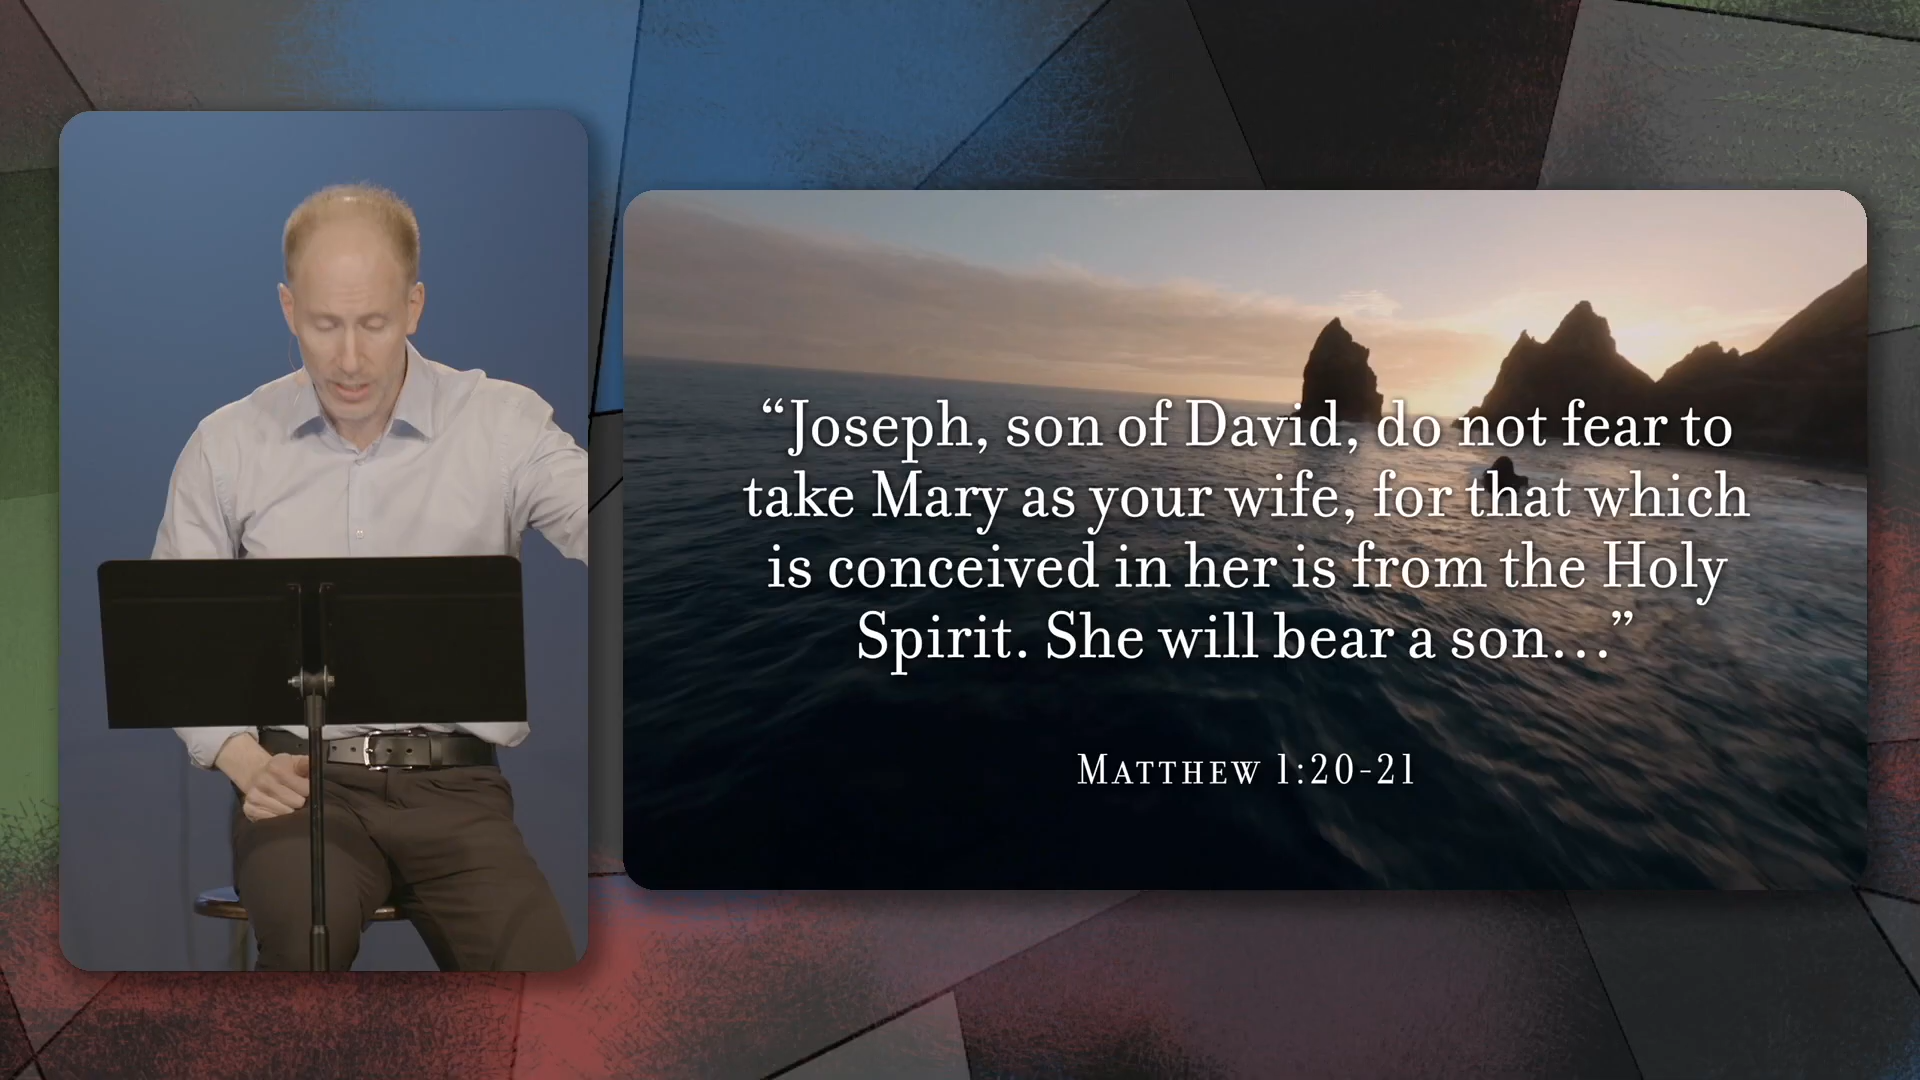 “Joseph, son of David, do not fear to
take Mary as your wife, for that which
is conceived in her is from the Holy
Spirit. She will bear a son...”
Matthew 1:20-21